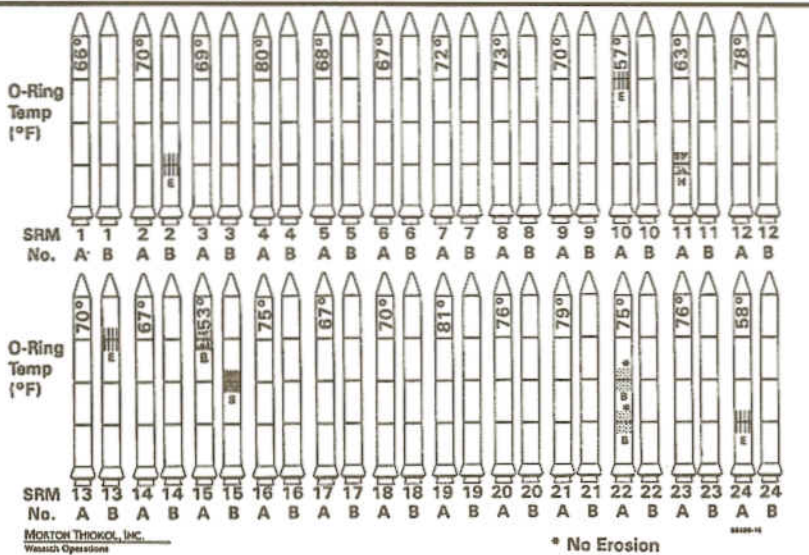 66° 70° 69° 80° 68° 67° 72° 73° 70° 57° 63° 78°
O-Ring
Temp
(°F)
E
E
H
SRM 1 1 2 2 3 3 4 4 5 5 6 6 7 7 8 8 9 9 10 10 11 11 12 12
No. A B A B A B A B A B A B A B A B A B A B A B A B
70° 67° 53° 75° 67° 70° 81° 76° 79° 75° 76° 58°
O-Ring
Temp
(°F)
E
B
S
*
B
*
B
E
SRM 13 13 14 14 15 15 16 16 17 17 18 18 19 19 20 20 21 21 22 22 23 23 24 24
No. A B A B A B A B A B A B A B A B A B A B A B A B
MORTON THIOKOL, INC.
Wasatch Operations
* No Erosion